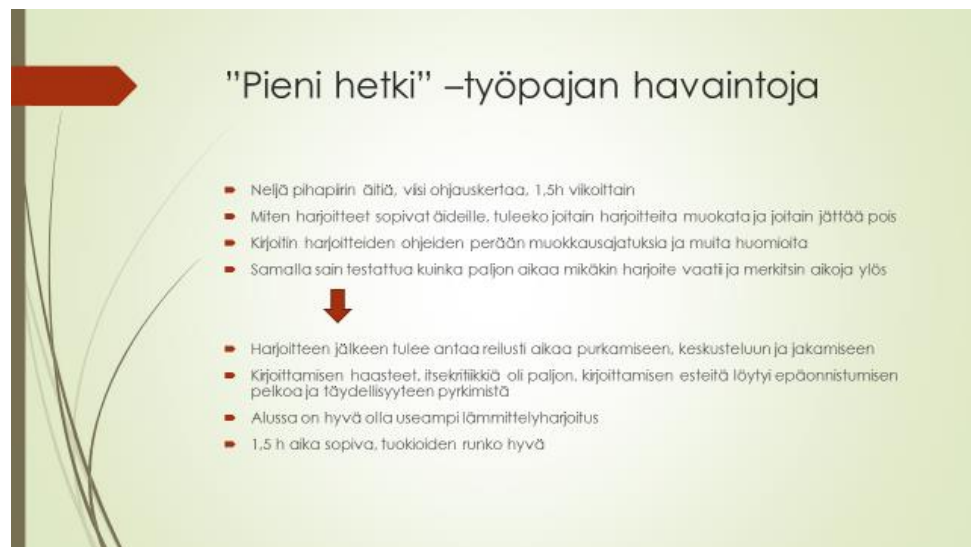 ”Pieni hetki” –työpajan havaintoja
Neljä pihapiirin äitiä, viisi ohjauskertaa, 1,5h viikoittain
Miten harjoitteet sopivat äideille, tuleeko joitain harjoitteita muokata ja joitain jättää pois
Kirjoitin harjoitteiden ohjeiden perään muokkausajatuksia ja muita huomioita
Samalla sain testattua kuinka paljon aikaa mikäkin harjoite vaatii ja merkitsin aikoja ylös
Harjoitteen jälkeen tulee antaa reilusti aikaa purkamiseen, keskusteluun ja jakamiseen
Kirjoittamisen haasteet, itsekritiikkiä oli paljon, kirjoittamisen esteitä löytyi epäonnistumisen
pelkoa ja täydellisyyteen pyrkimistä
Alussa on hyvä olla useampi lämmittelyharjoitus
1,5 h aika sopiva, tuokioiden runko hyvä